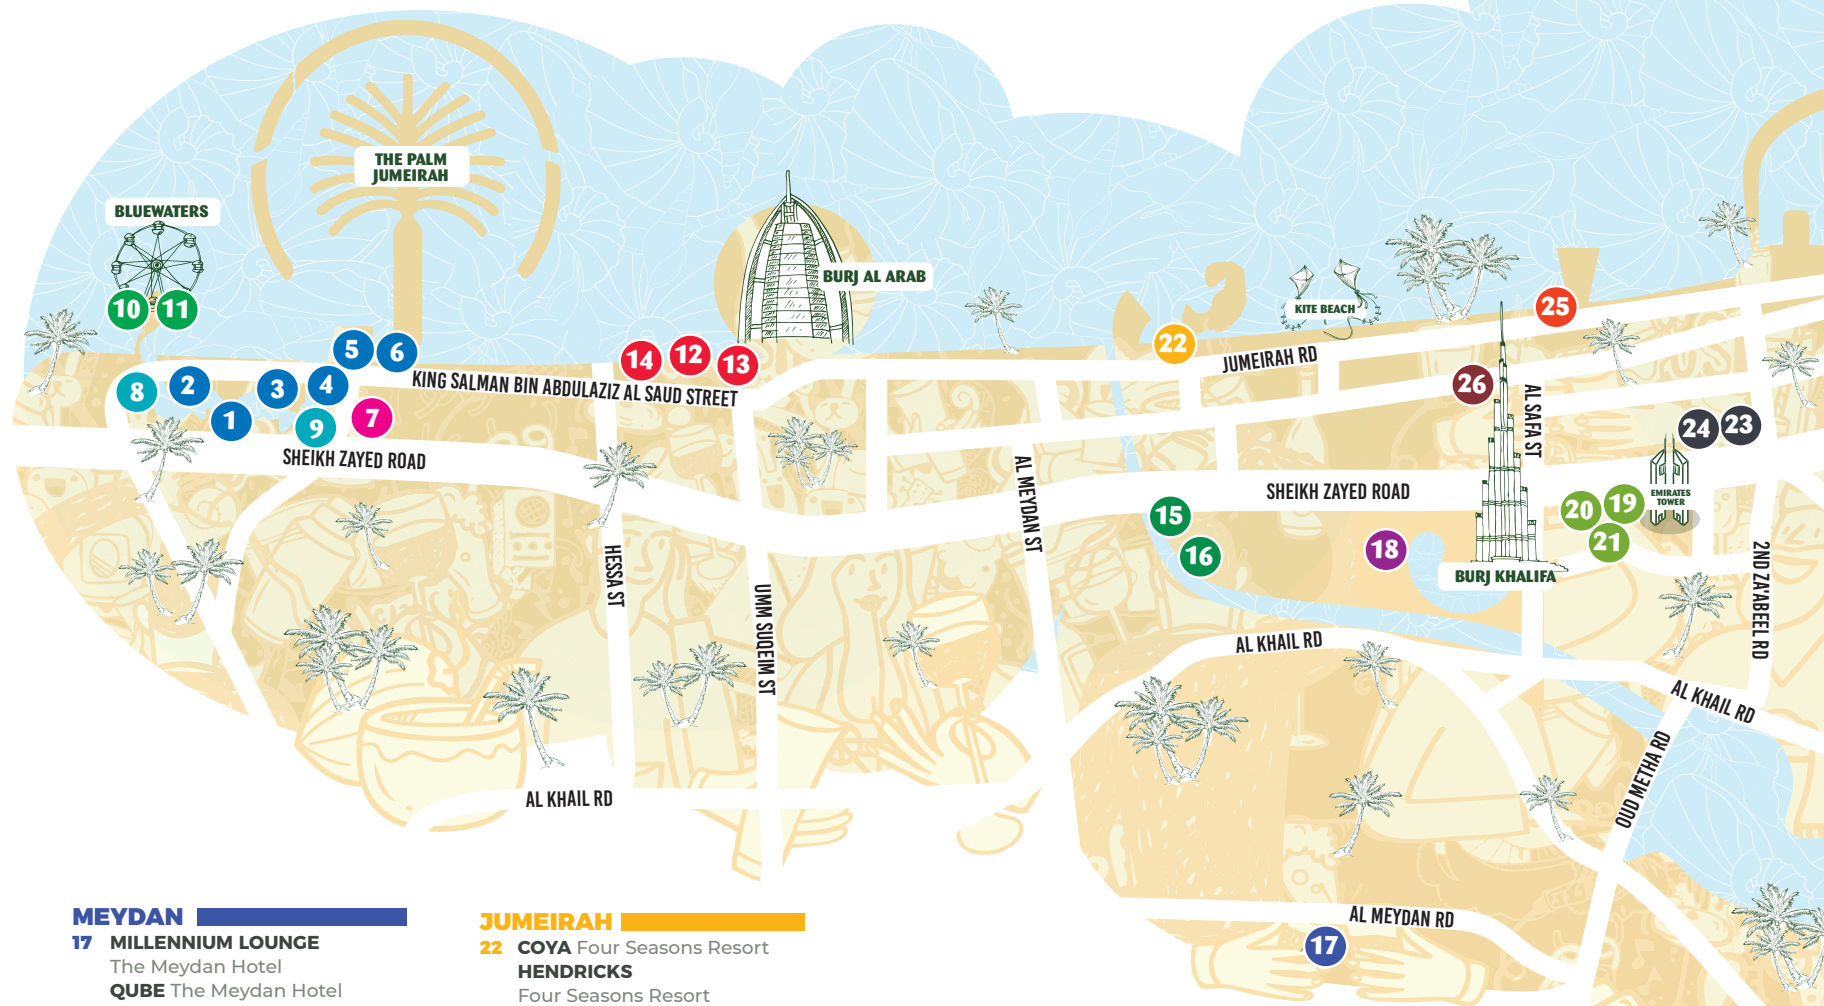 THE PALM
JUMEIRAH
BLUEWATERS
BURJ AL ARAB
KITE BEACH
10 11
25
5 6
14 12 13
22
JUMEIRAH RD
8 2 3 4
KING SALMAN BIN ABDULAZIZ AL SAUD STREET
26
AL SAFA ST
1 9 7
24 23
SHEIKH ZAYED ROAD
SHEIKH ZAYED ROAD
EMIRATES
TOWER
AL MEYDAN ST
15
16
18
20 19
21
BURJ KHALIFA
HESSA ST
UMM SUQEIM ST
2ND ZA'ABEEL RD
AL KHAIL RD
AL KHAIL RD
OUD METHA RD
AL KHAIL RD
AL MEYDAN RD
17
MEYDAN
17 MILLENNIUM LOUNGE
The Meydan Hotel
QUBE The Meydan Hotel
JUMEIRAH
22 COYA Four Seasons Resort
HENDRICKS
Four Seasons Resort